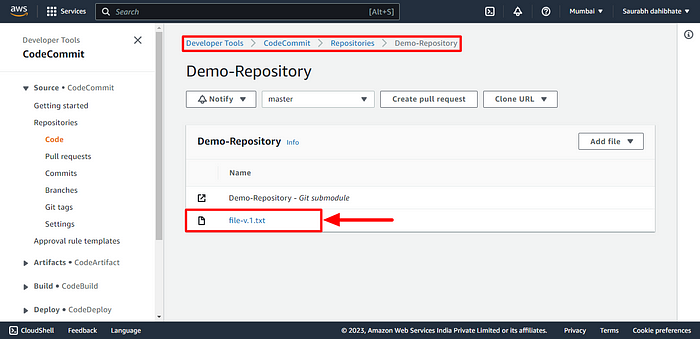 aws Services Search [Alt+S] Mumbai Saurabh dahibhate
Developer Tools
CodeCommit
Source • CodeCommit
Getting started
Repositories
Code
Pull requests
Commits
Branches
Git tags
Settings
Approval rule templates
Artifacts • CodeArtifact
Build • CodeBuild
Deploy • CodeDeploy
Developer Tools CodeCommit Repositories Demo-Repository
Demo-Repository
Notify master Create pull request Clone URL
Demo-Repository Info Add file
Name
Demo-Repository - Git submodule
file-v.1.txt
CloudShell Feedback Language © 2023, Amazon Web Services India Private Limited or its affiliates. Privacy Terms Cookie preferences